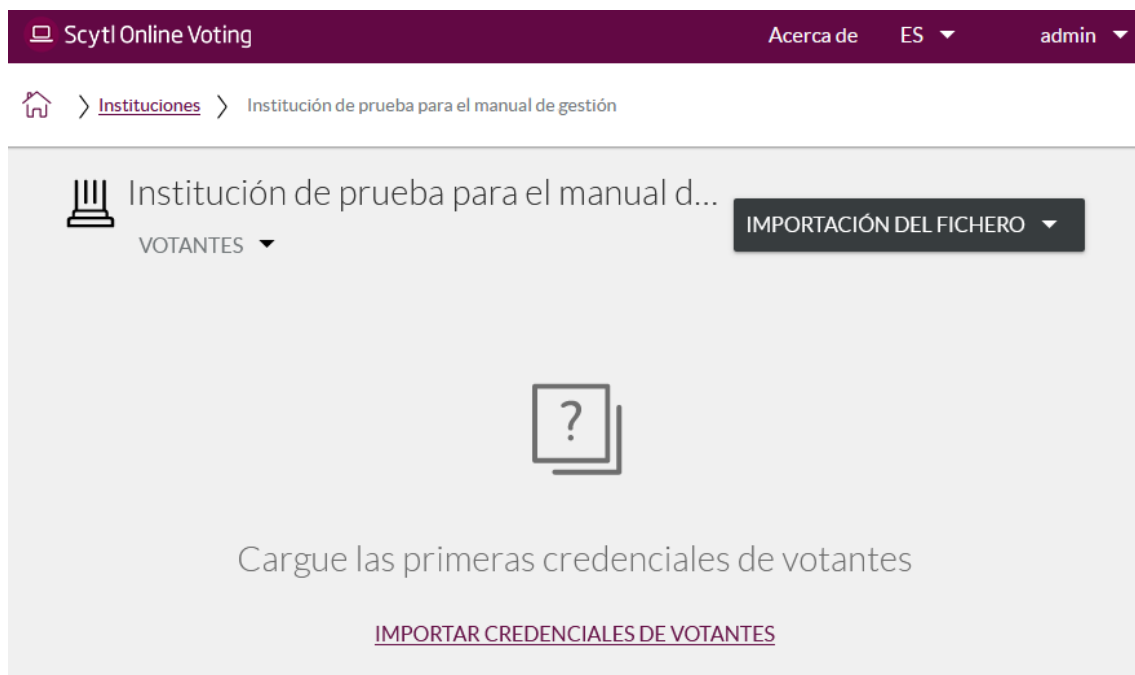 Scytl Online Voting Acerca de ES admin
Instituciones Institución de prueba para el manual de gestión
Institución de prueba para el manual d...
IMPORTACIÓN DEL FICHERO
VOTANTES
?
Cargue las primeras credenciales de votantes
IMPORTAR CREDENCIALES DE VOTANTES